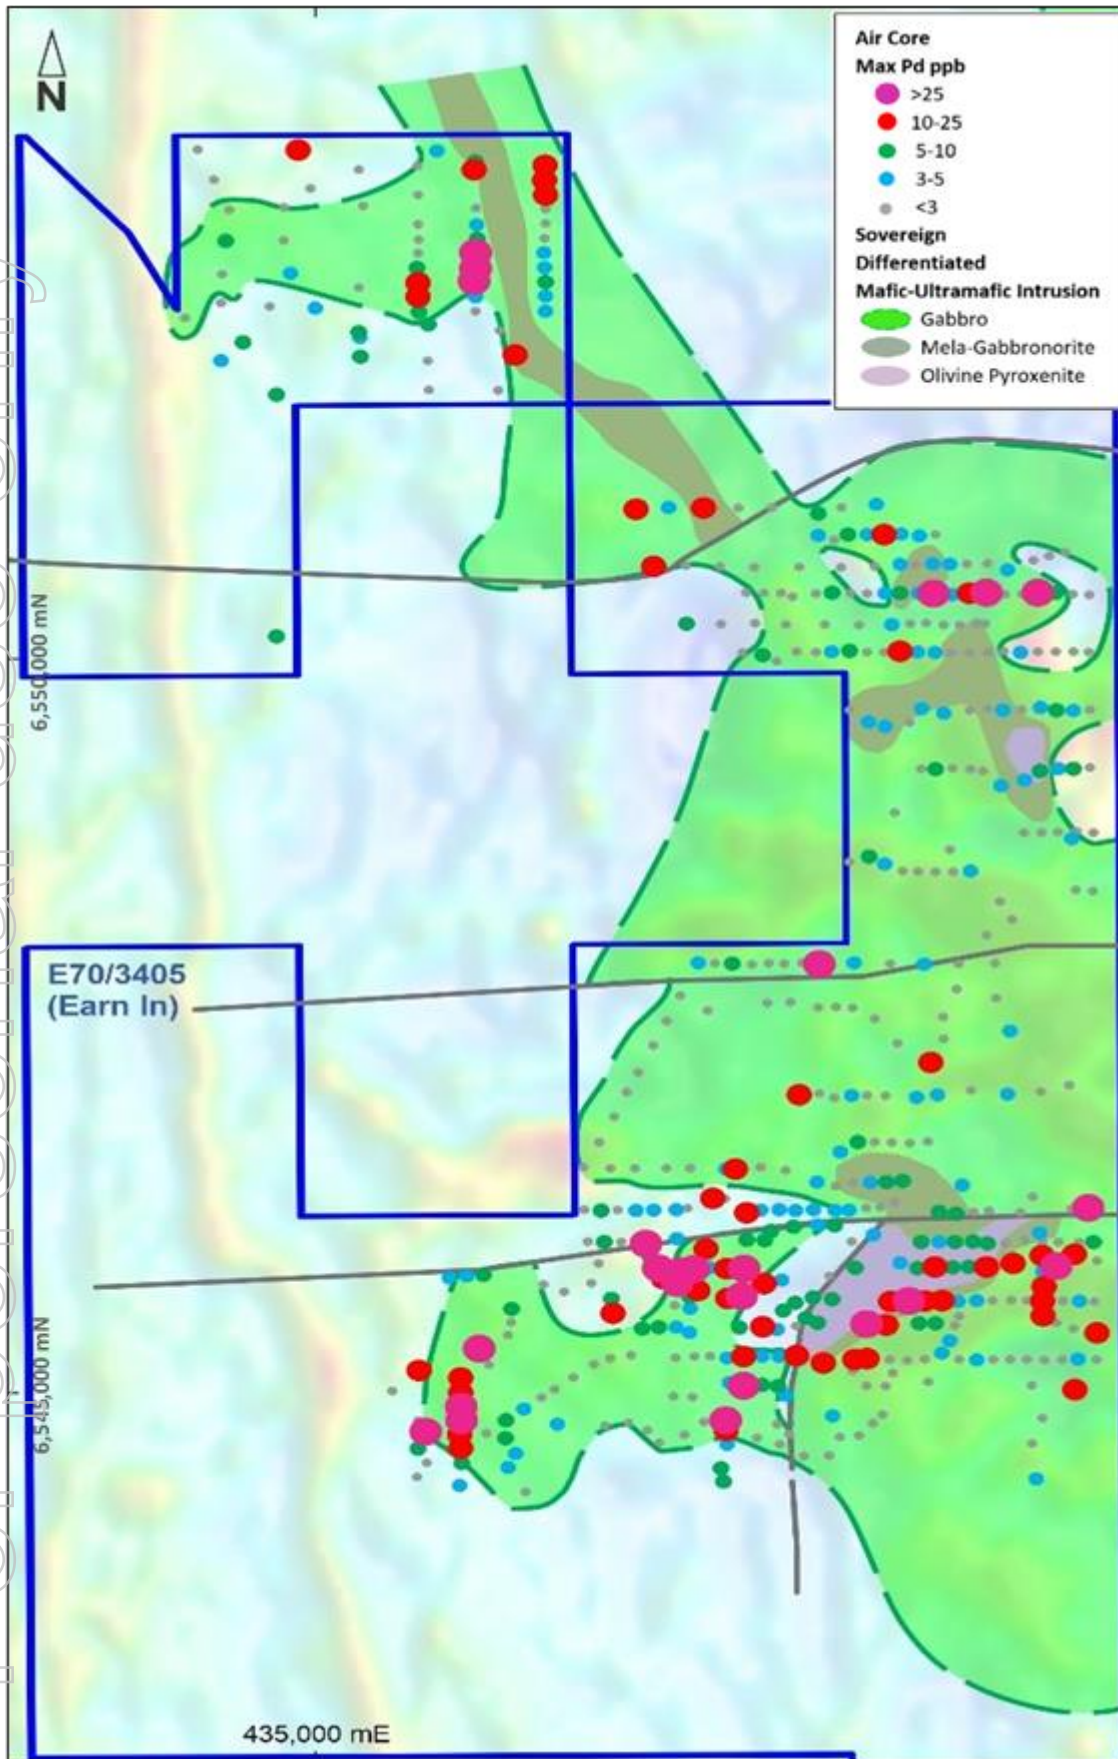 N
Air Core
Max Pd ppb
>25
10-25
5-10
3-5
<3
Sovereign
Differentiated
Mafic-Ultramafic Intrusion
Gabbro
Mela-Gabbronorite
Olivine Pyroxenite
6,550,000 mN
E70/3405
(Earn In)
6,545,000 mN
435,000 mE